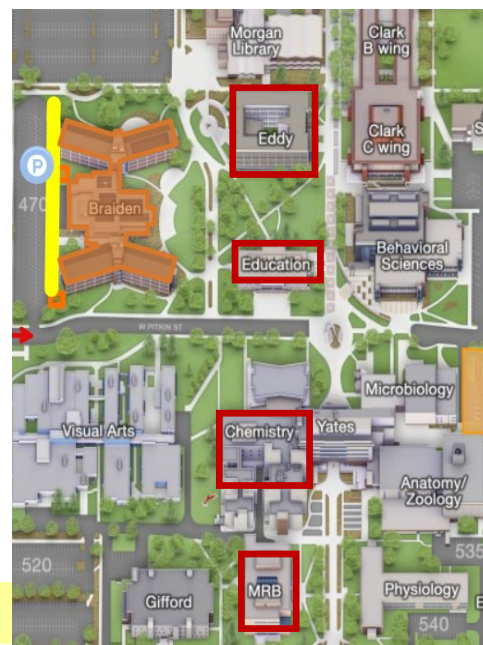 Morgan
Library
Clark
B wing
Eddy
Clark
C wing
P
470
Braiden
Education
Behavioral
Sciences
W PITKIN ST
Microbiology
Visual Arts
Chemistry
Yates
Anatomy/
Zoology
520
535
Gifford
MRB
Physiology
540